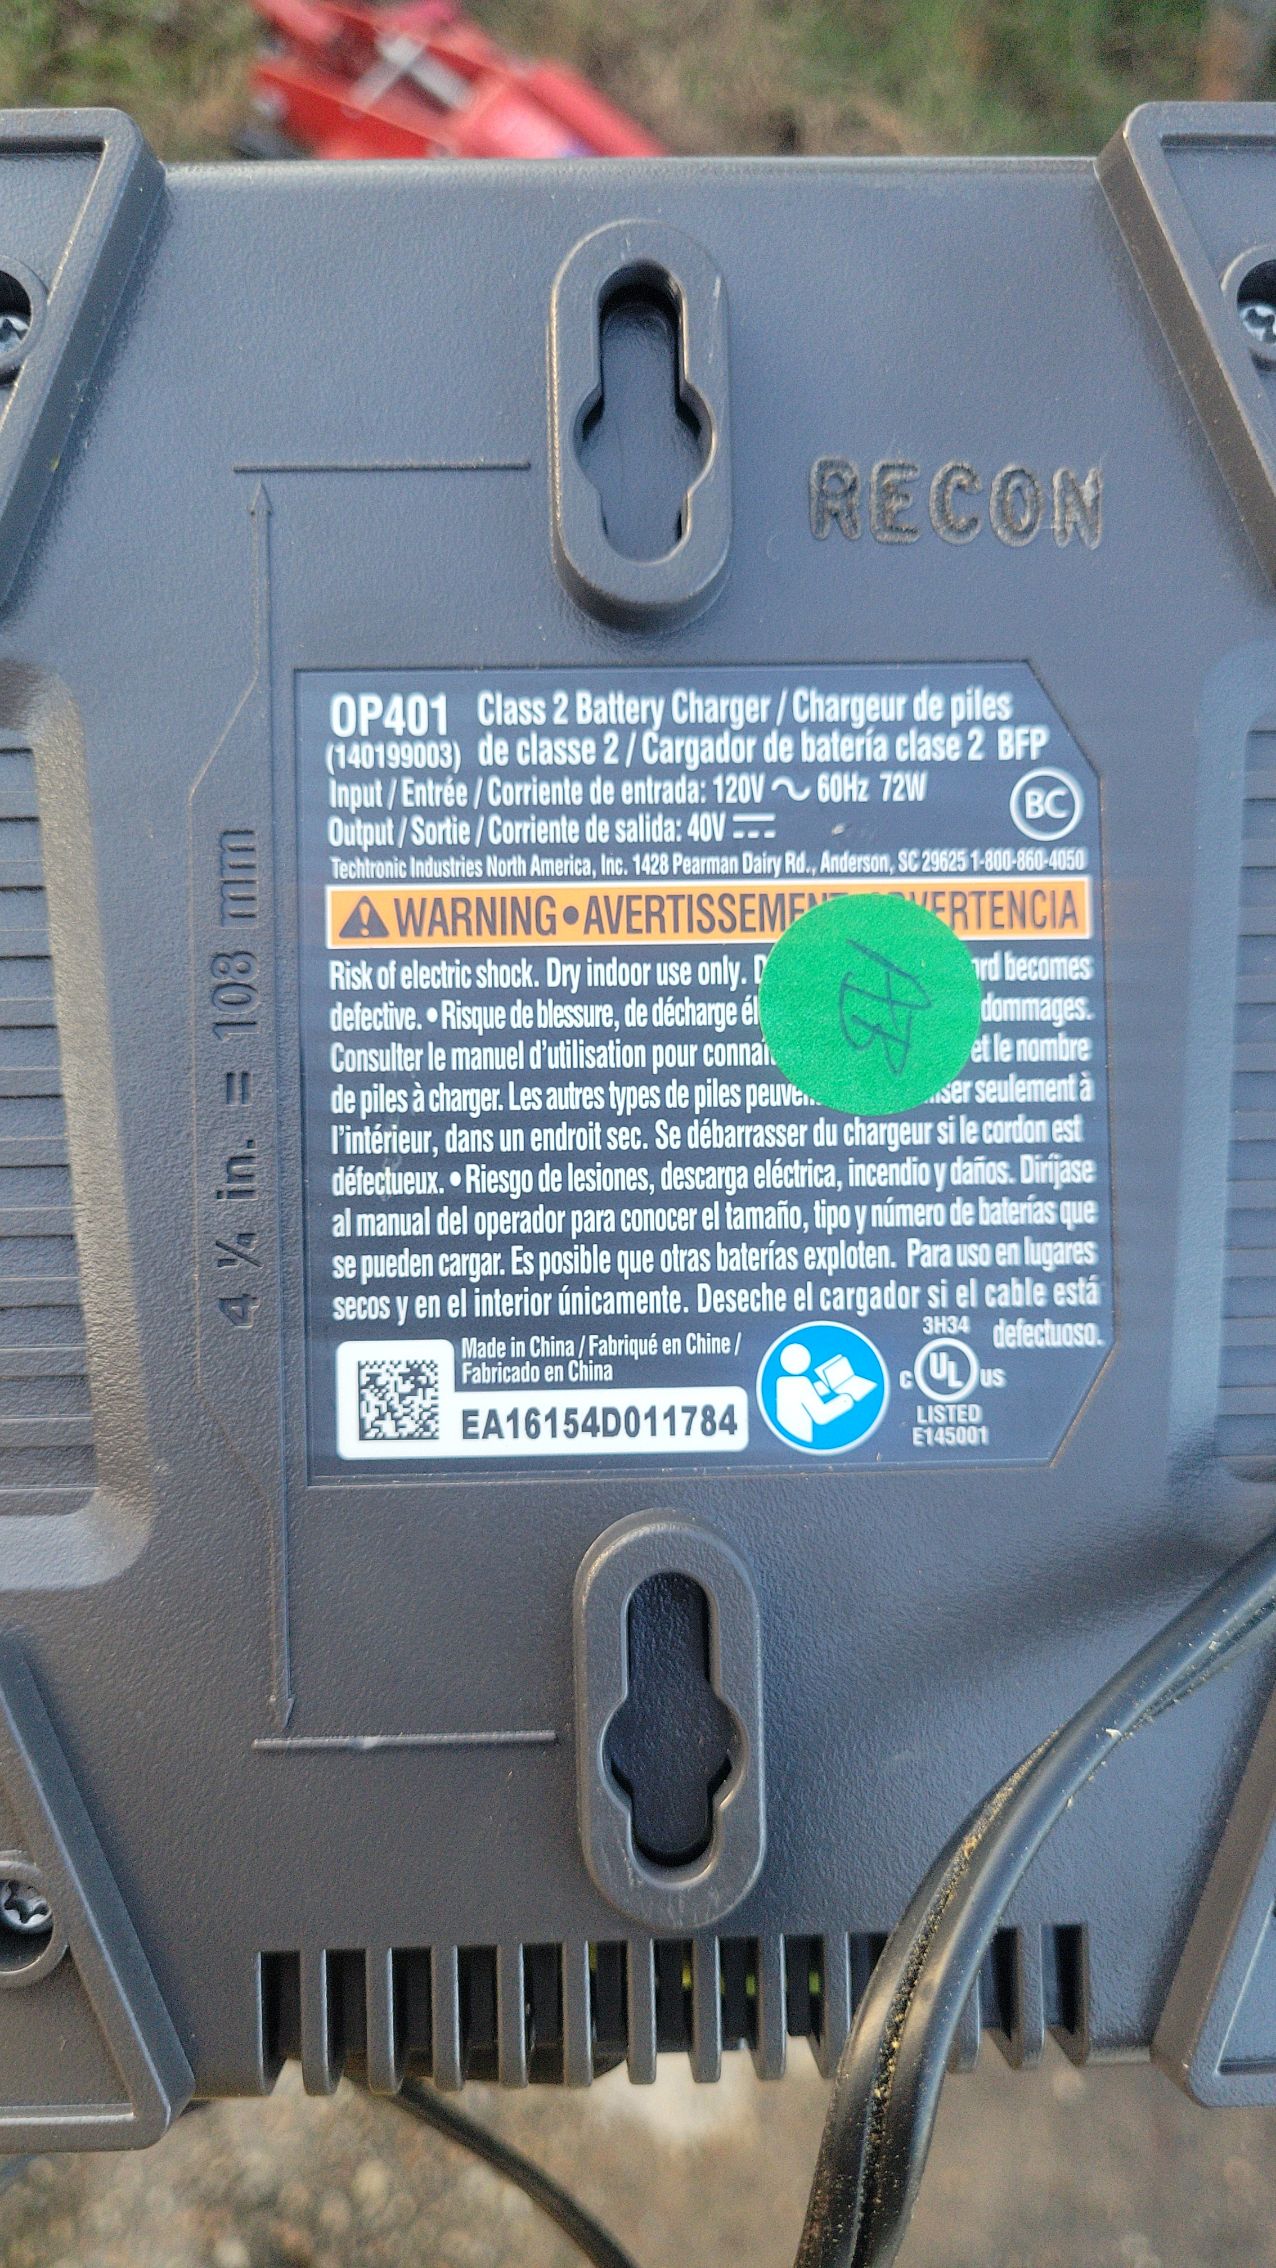 RECON
4 ¼ in. = 108 mm
OP401 Class 2 Battery Charger / Chargeur de piles
(140199003) de classe 2 / Cargador de batería clase 2 BFP
Input / Entrée / Corriente de entrada: 120V ~ 60Hz 72W
BC
Output / Sortie / Corriente de salida: 40V ⎓
Techtronic Industries North America, Inc. 1428 Pearman Dairy Rd., Anderson, SC 29625 1-800-860-4050
WARNING • AVERTISSEMEN VERTENCIA
Risk of electric shock. Dry indoor use only. becomes
defective. • Risque de blessure, de décharge dommages.
Consulter le manuel d'utilisation pour et le nombre
de piles à charger. Les autres types de piles seulement à
l'intérieur, dans un endroit sec. Se débarrasser du chargeur si le cordon est
défectueux. • Riesgo de lesiones, descarga eléctrica, incendio y daños. Diríjase
al manual del operador para conocer el tamaño, tipo y número de baterías que
se pueden cargar. Es posible que otras baterías exploten. Para uso en lugares
secos y en el interior únicamente. Deseche el cargador si el cable está
defectuoso.
Made in China / Fabriqué en Chine /
Fabricado en China
EA16154D011784
3H34
c UL us
LISTED
E145001